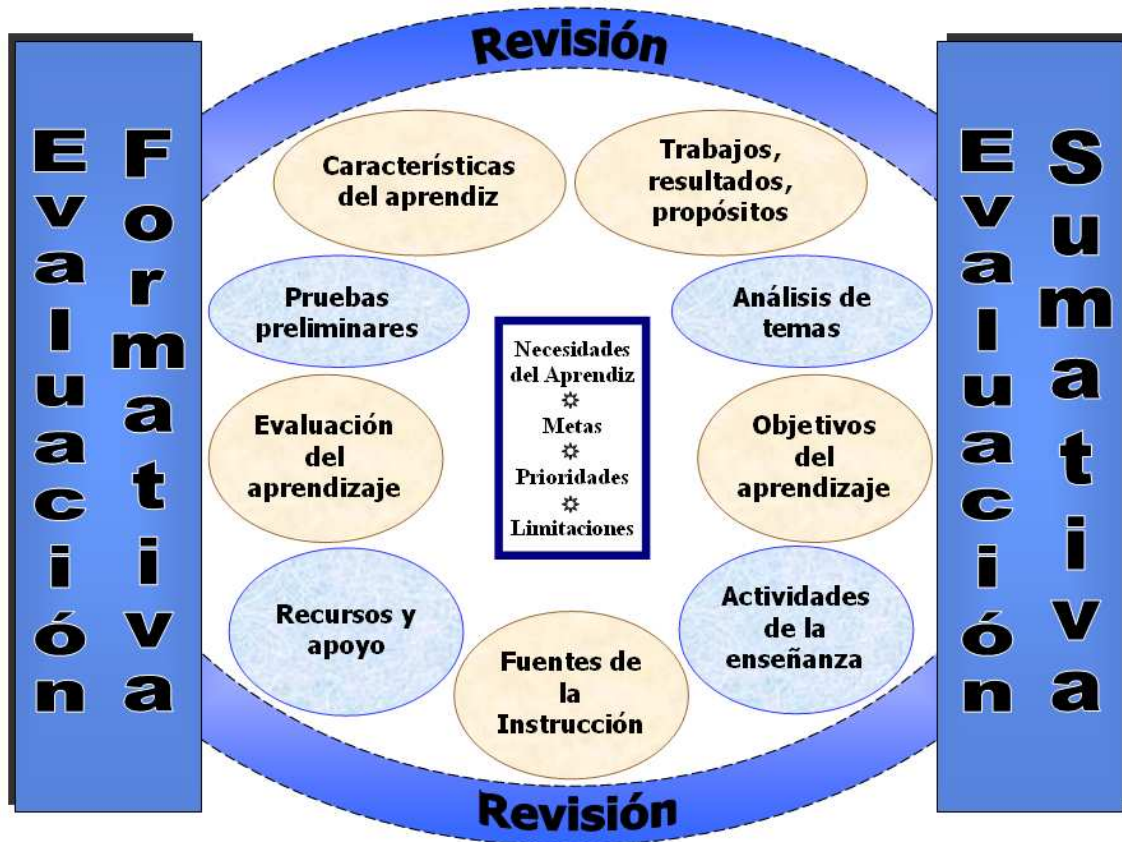 Revisión
Evaluación
Formativa
Características
del aprendiz
Trabajos,
resultados,
propósitos
Pruebas
preliminares
Análisis de
temas
Necesidades
del Aprendiz
Metas
Prioridades
Limitaciones
Evaluación
del
aprendizaje
Objetivos
del
aprendizaje
Recursos y
apoyo
Fuentes de
la
Instrucción
Actividades
de la
enseñanza
Evaluación
Sumativa
Revisión